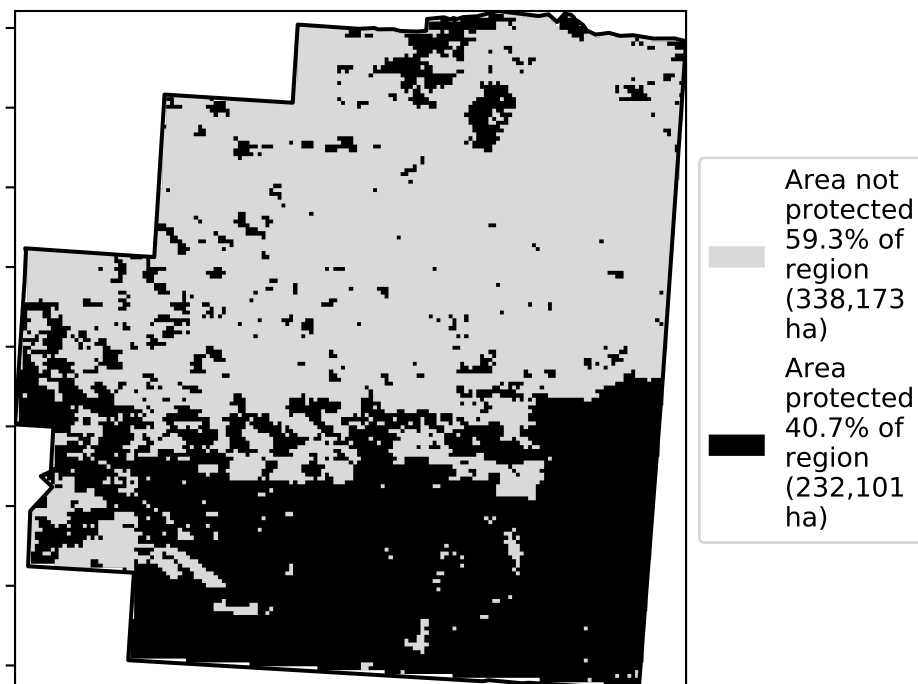 Area not
protected
59.3% of
region
(338,173
ha)
Area
protected
40.7% of
region
(232,101
ha)